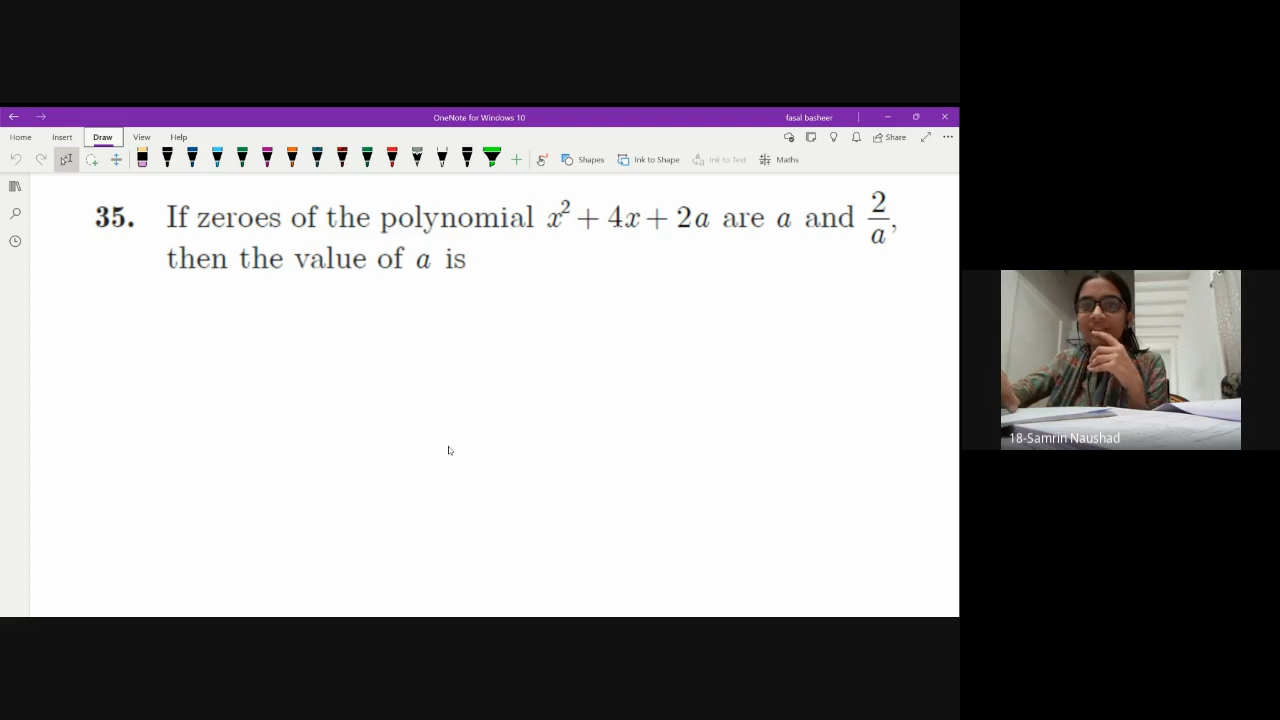 OneNote for Windows 10
fasal basheer
Home Insert Draw View Help
Share
Shapes Ink to Shape Ink to Text Maths
35. If zeroes of the polynomial x² + 4x + 2a are a and 2/a,
then the value of a is
18-Samrin Naushad